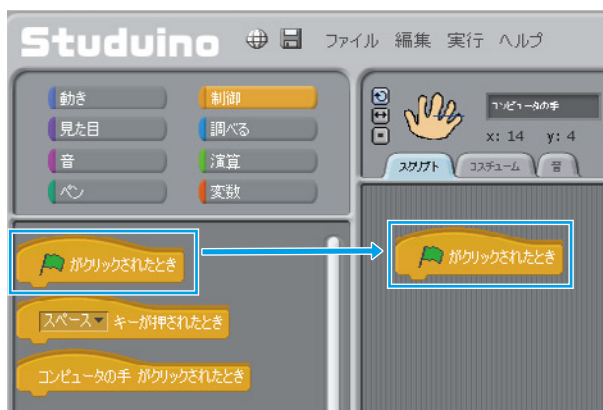 Studuino ファイル 編集 実行 ヘルプ
動き 制御
見た目 調べる
音 演算
ペン 変数
コンピュータの手
x: 14 y: 4
スクリプト コスチューム 音
がクリックされたとき
スペース キーが押されたとき
コンピュータの手 がクリックされたとき
がクリックされたとき